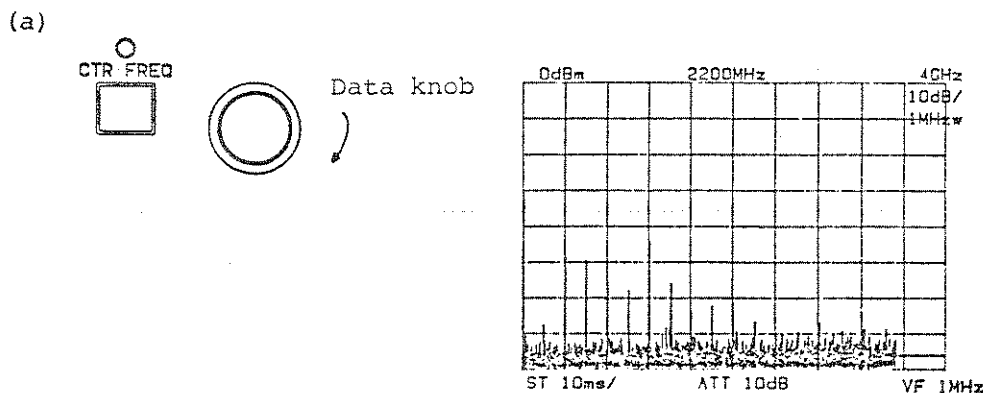 (a)
CTR FREQ
Data knob
0dBm 2200MHz 4GHz
10dB/
1MHzw
ST 10ms/ ATT 10dB VF 1MHz